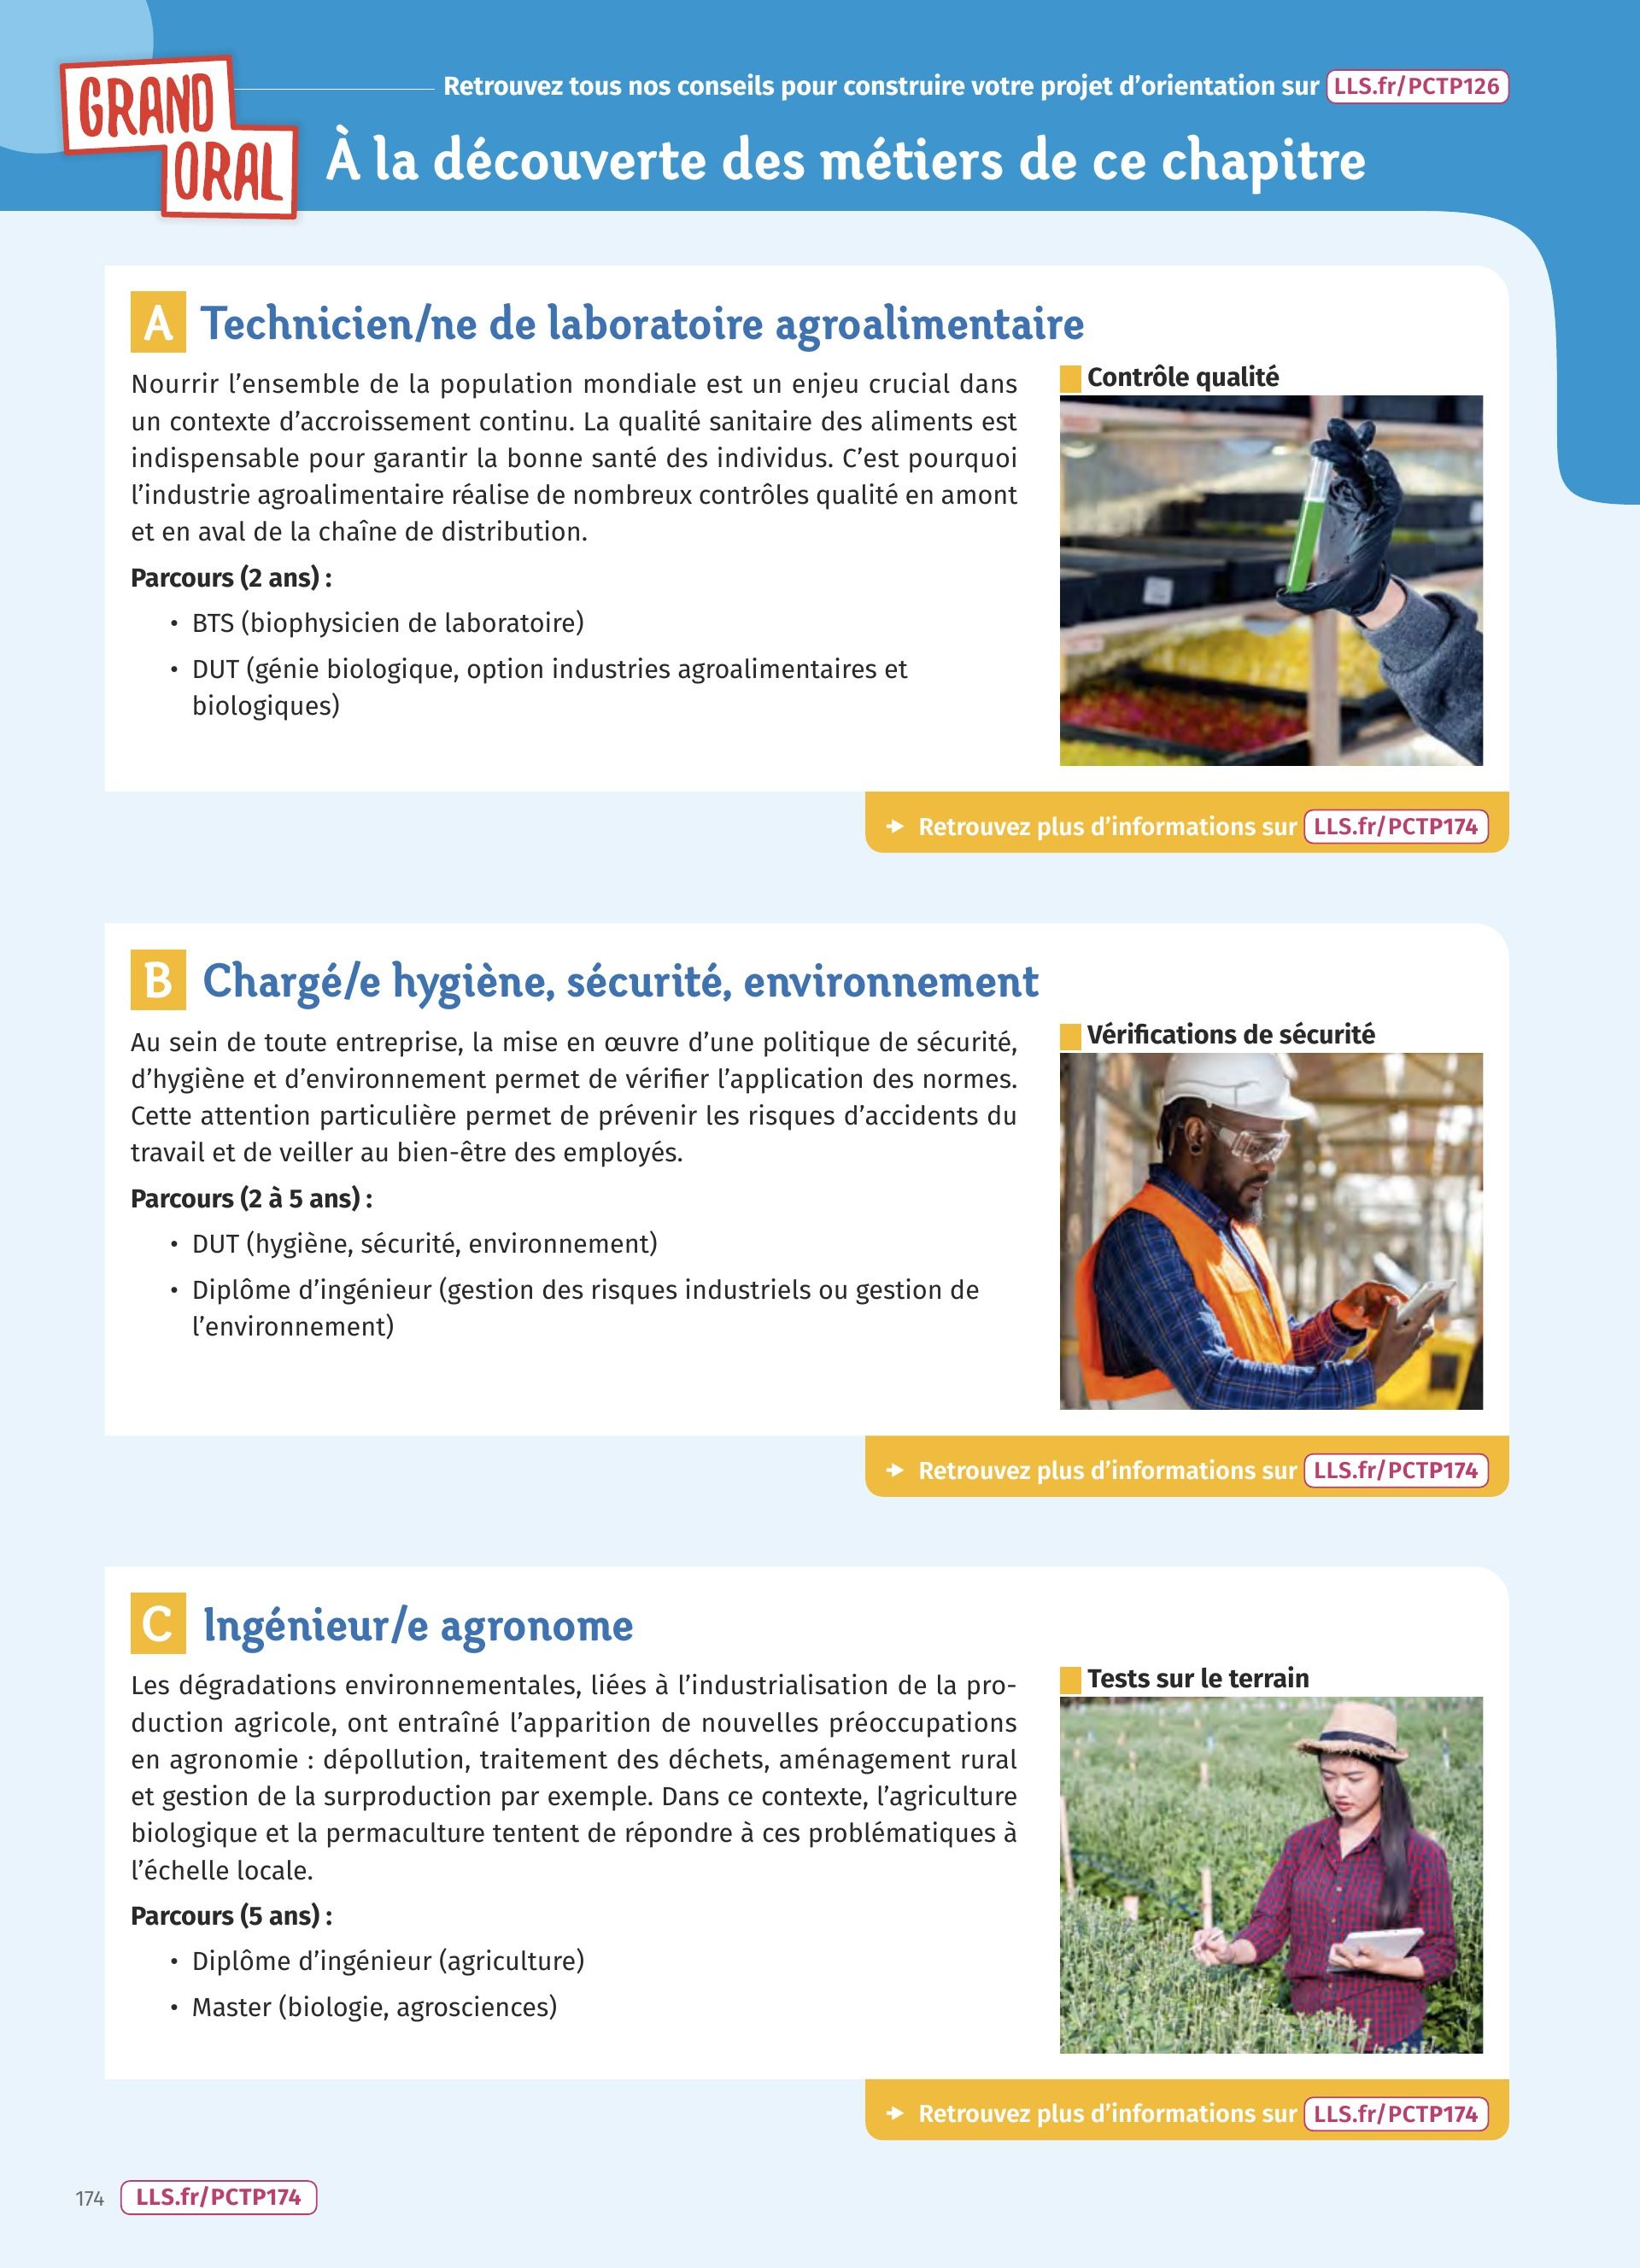 GRAND
ORAL
Retrouvez tous nos conseils pour construire votre projet d'orientation sur LLS.fr/PCTP126
À la découverte des métiers de ce chapitre
A Technicien/ne de laboratoire agroalimentaire
Nourrir l'ensemble de la population mondiale est un enjeu crucial dans
un contexte d'accroissement continu. La qualité sanitaire des aliments est
indispensable pour garantir la bonne santé des individus. C'est pourquoi
l'industrie agroalimentaire réalise de nombreux contrôles qualité en amont
et en aval de la chaîne de distribution.
Parcours (2 ans) :
• BTS (biophysicien de laboratoire)
• DUT (génie biologique, option industries agroalimentaires et
biologiques)
Contrôle qualité
Retrouvez plus d'informations sur LLS.fr/PCTP174
B Chargé/e hygiène, sécurité, environnement
Au sein de toute entreprise, la mise en œuvre d'une politique de sécurité,
d'hygiène et d'environnement permet de vérifier l'application des normes.
Cette attention particulière permet de prévenir les risques d'accidents du
travail et de veiller au bien-être des employés.
Parcours (2 à 5 ans) :
• DUT (hygiène, sécurité, environnement)
• Diplôme d'ingénieur (gestion des risques industriels ou gestion de
l'environnement)
Vérifications de sécurité
Retrouvez plus d'informations sur LLS.fr/PCTP174
C Ingénieur/e agronome
Les dégradations environnementales, liées à l'industrialisation de la pro-
duction agricole, ont entraîné l'apparition de nouvelles préoccupations
en agronomie : dépollution, traitement des déchets, aménagement rural
et gestion de la surproduction par exemple. Dans ce contexte, l'agriculture
biologique et la permaculture tentent de répondre à ces problématiques à
l'échelle locale.
Parcours (5 ans) :
• Diplôme d'ingénieur (agriculture)
• Master (biologie, agrosciences)
Tests sur le terrain
Retrouvez plus d'informations sur LLS.fr/PCTP174
174 LLS.fr/PCTP174